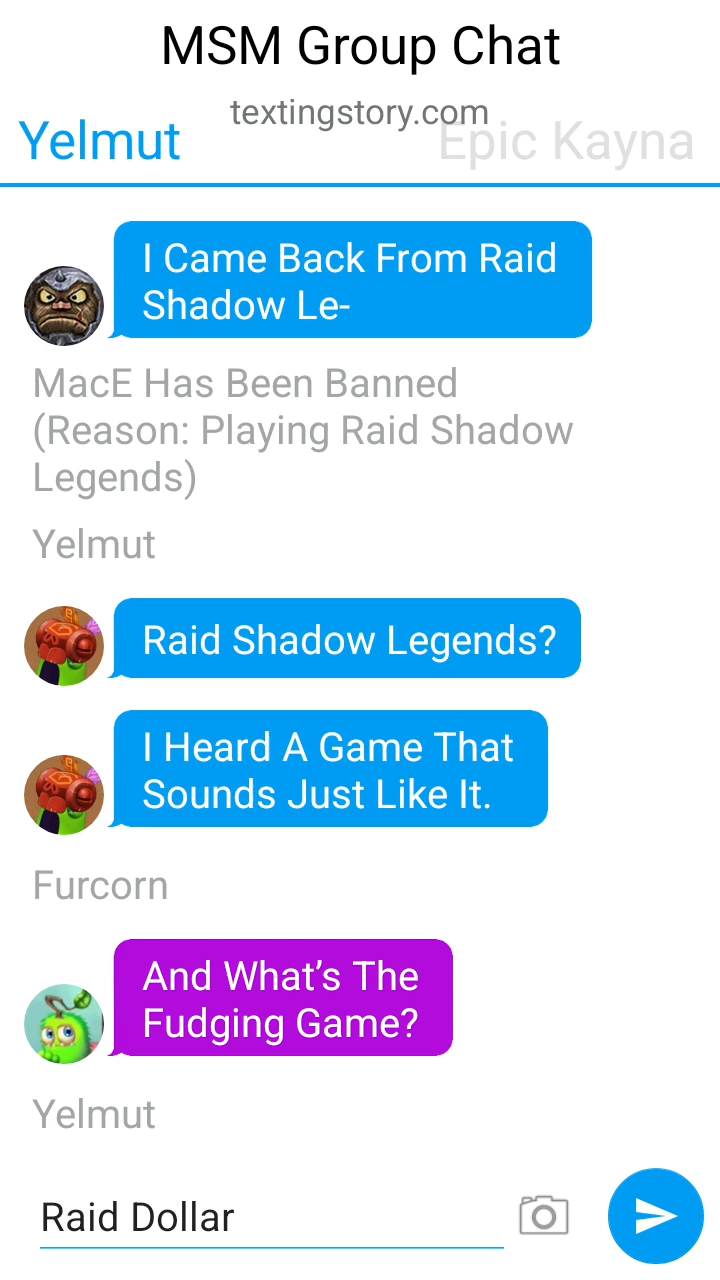 MSM Group Chat
textingstory.com
Yelmut
Epic Kayna
I Came Back From Raid
Shadow Le-
MacE Has Been Banned
(Reason: Playing Raid Shadow
Legends)
Yelmut
Raid Shadow Legends?
I Heard A Game That
Sounds Just Like It.
Furcorn
And What’s The
Fudging Game?
Yelmut
Raid Dollar